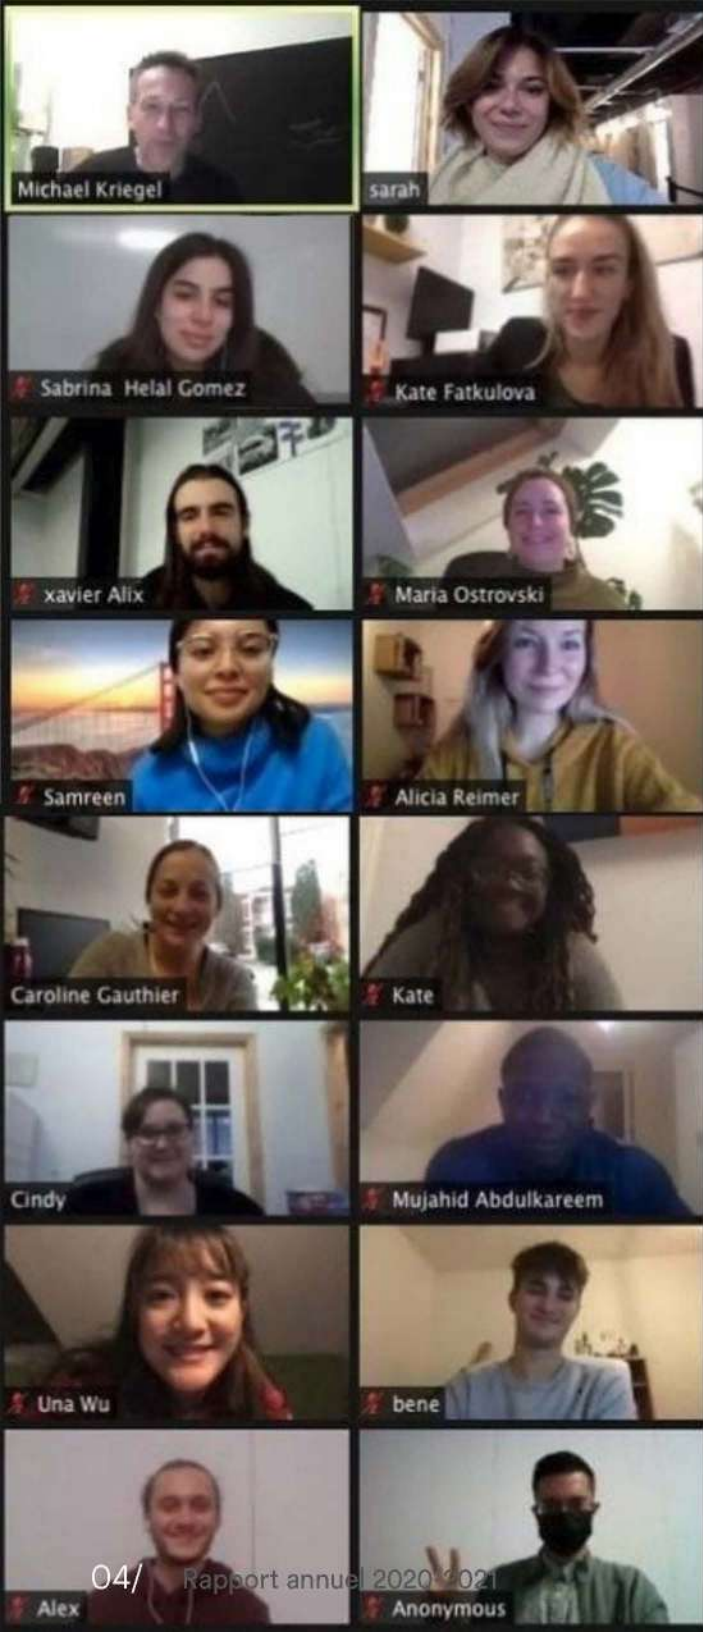 Michael Kriegel
sarah
Sabrina Helal Gomez
Kate Fatkulova
xavier Alix
Maria Ostrovski
Samreen
Alicia Reimer
Caroline Gauthier
Kate
Cindy
Mujahid Abdulkareem
Una Wu
bene
04/ Rapport annuel 2020-2021
Alex
Anonymous